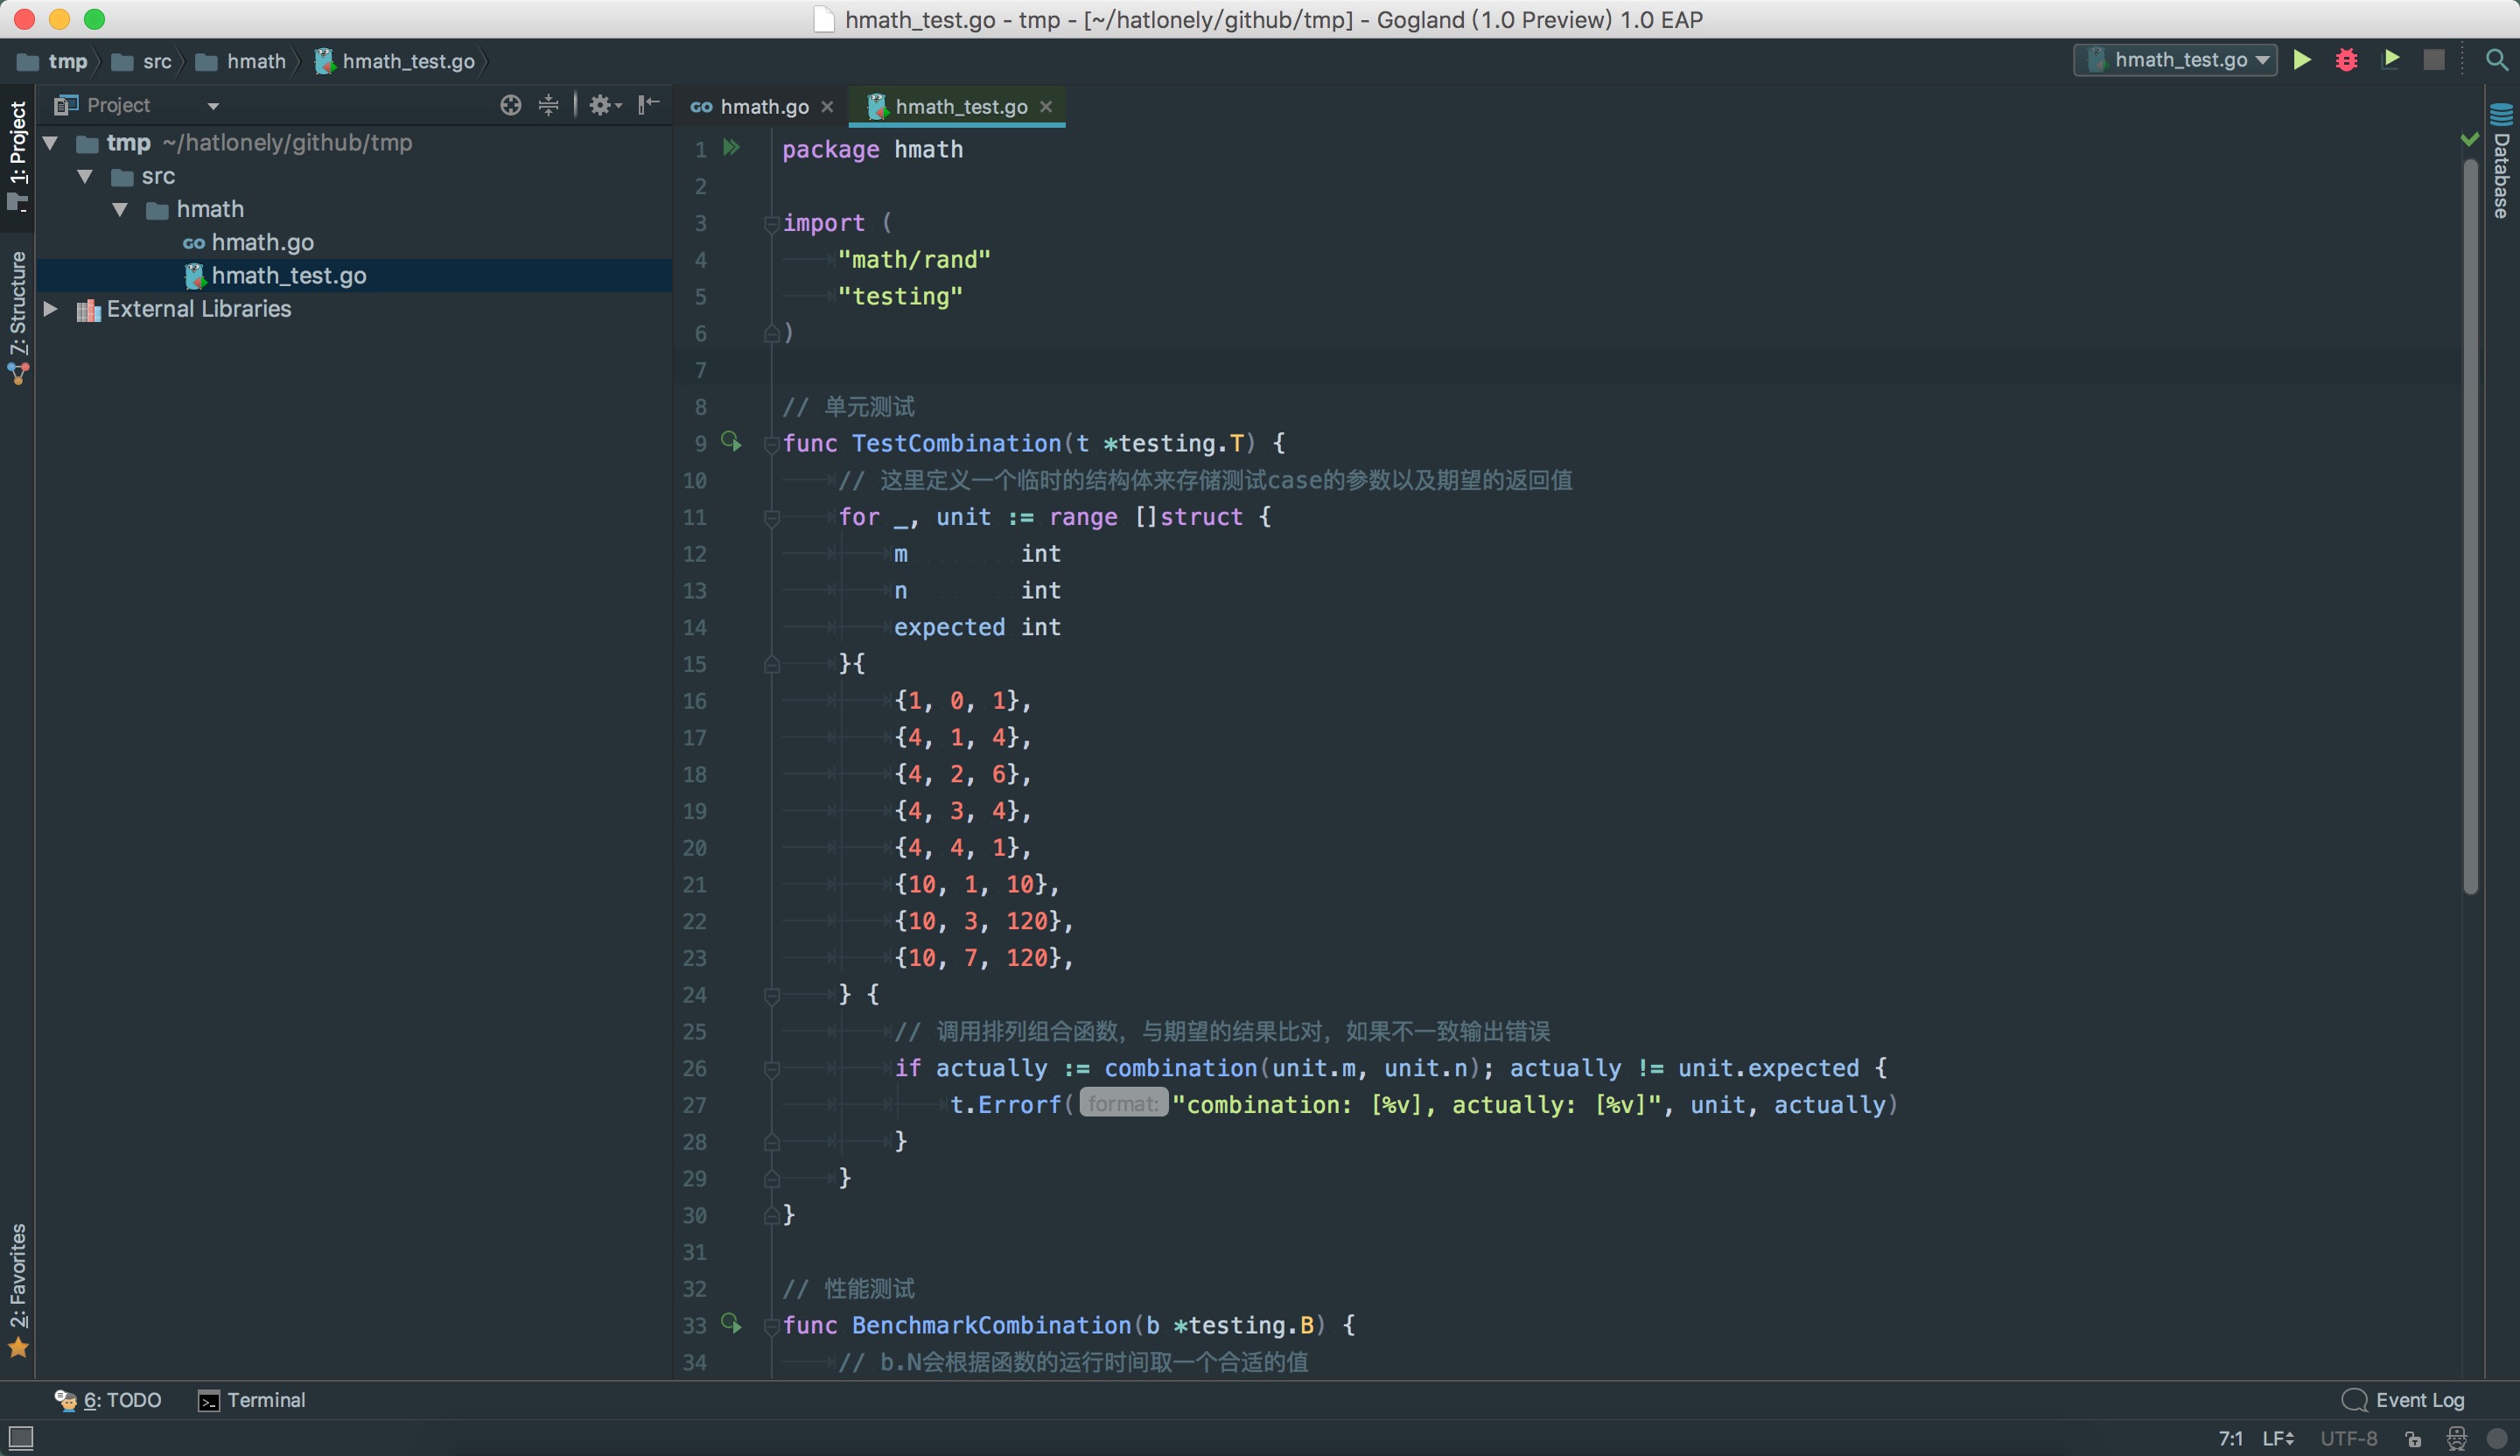 hmath_test.go - tmp - [~/hatlonely/github/tmp] - Gogland (1.0 Preview) 1.0 EAP
tmp src hmath hmath_test.go
hmath_test.go
1: Project
7: Structure
2: Favorites
Project
tmp ~/hatlonely/github/tmp
src
hmath
GO hmath.go
hmath_test.go
External Libraries
GO hmath.go hmath_test.go
1 package hmath
2
3 import (
4 "math/rand"
5 "testing"
6 )
7
8 // 单元测试
9 func TestCombination(t *testing.T) {
10 // 这里定义一个临时的结构体来存储测试case的参数以及期望的返回值
11 for _, unit := range []struct {
12 m int
13 n int
14 expected int
15 }{
16 {1, 0, 1},
17 {4, 1, 4},
18 {4, 2, 6},
19 {4, 3, 4},
20 {4, 4, 1},
21 {10, 1, 10},
22 {10, 3, 120},
23 {10, 7, 120},
24 } {
25 // 调用排列组合函数，与期望的结果比对，如果不一致输出错误
26 if actually := combination(unit.m, unit.n); actually != unit.expected {
27 t.Errorf( format: "combination: [%v], actually: [%v]", unit, actually)
28 }
29 }
30 }
31
32 // 性能测试
33 func BenchmarkCombination(b *testing.B) {
34 // b.N会根据函数的运行时间取一个合适的值
Database
6: TODO Terminal
Event Log
7:1 LF UTF-8